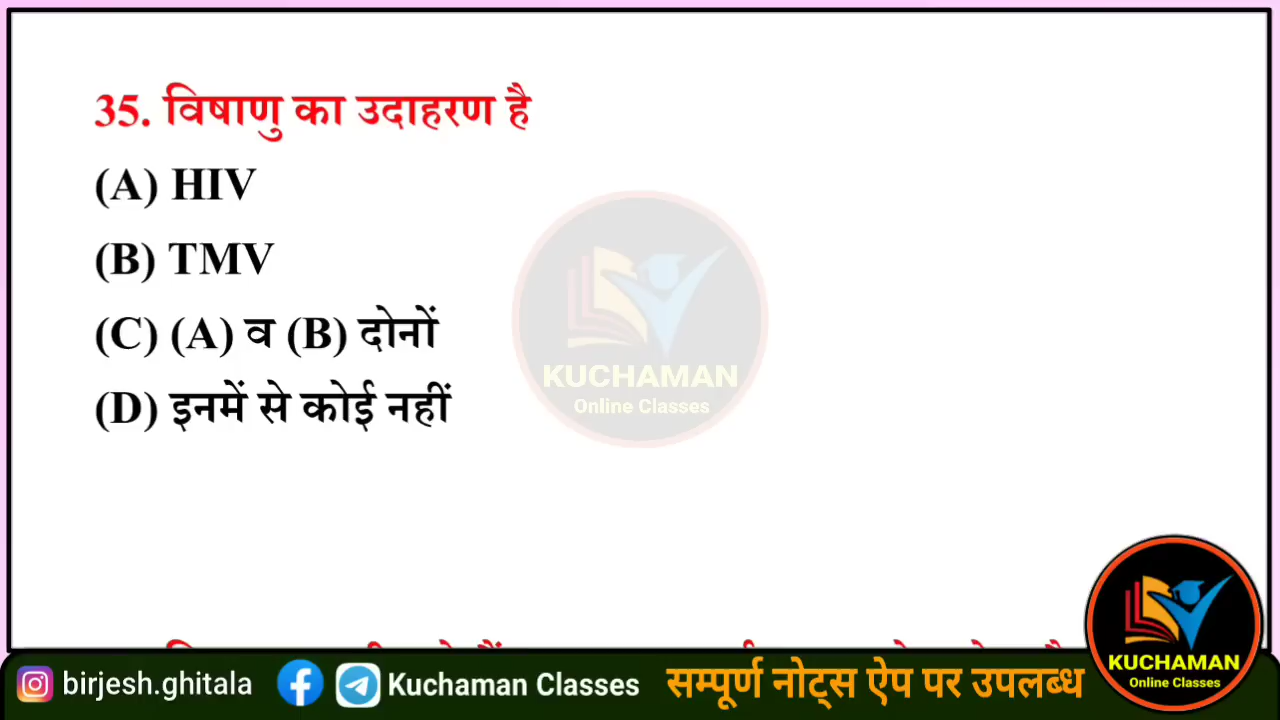 35. विषाणु का उदाहरण है
(A) HIV
(B) TMV
(C) (A) व (B) दोनों
(D) इनमें से कोई नहीं
KUCHAMAN
Online Classes
birjesh.ghitala
Kuchaman Classes
सम्पूर्ण नोट्स ऐप पर उपलब्ध
KUCHAMAN
Online Classes